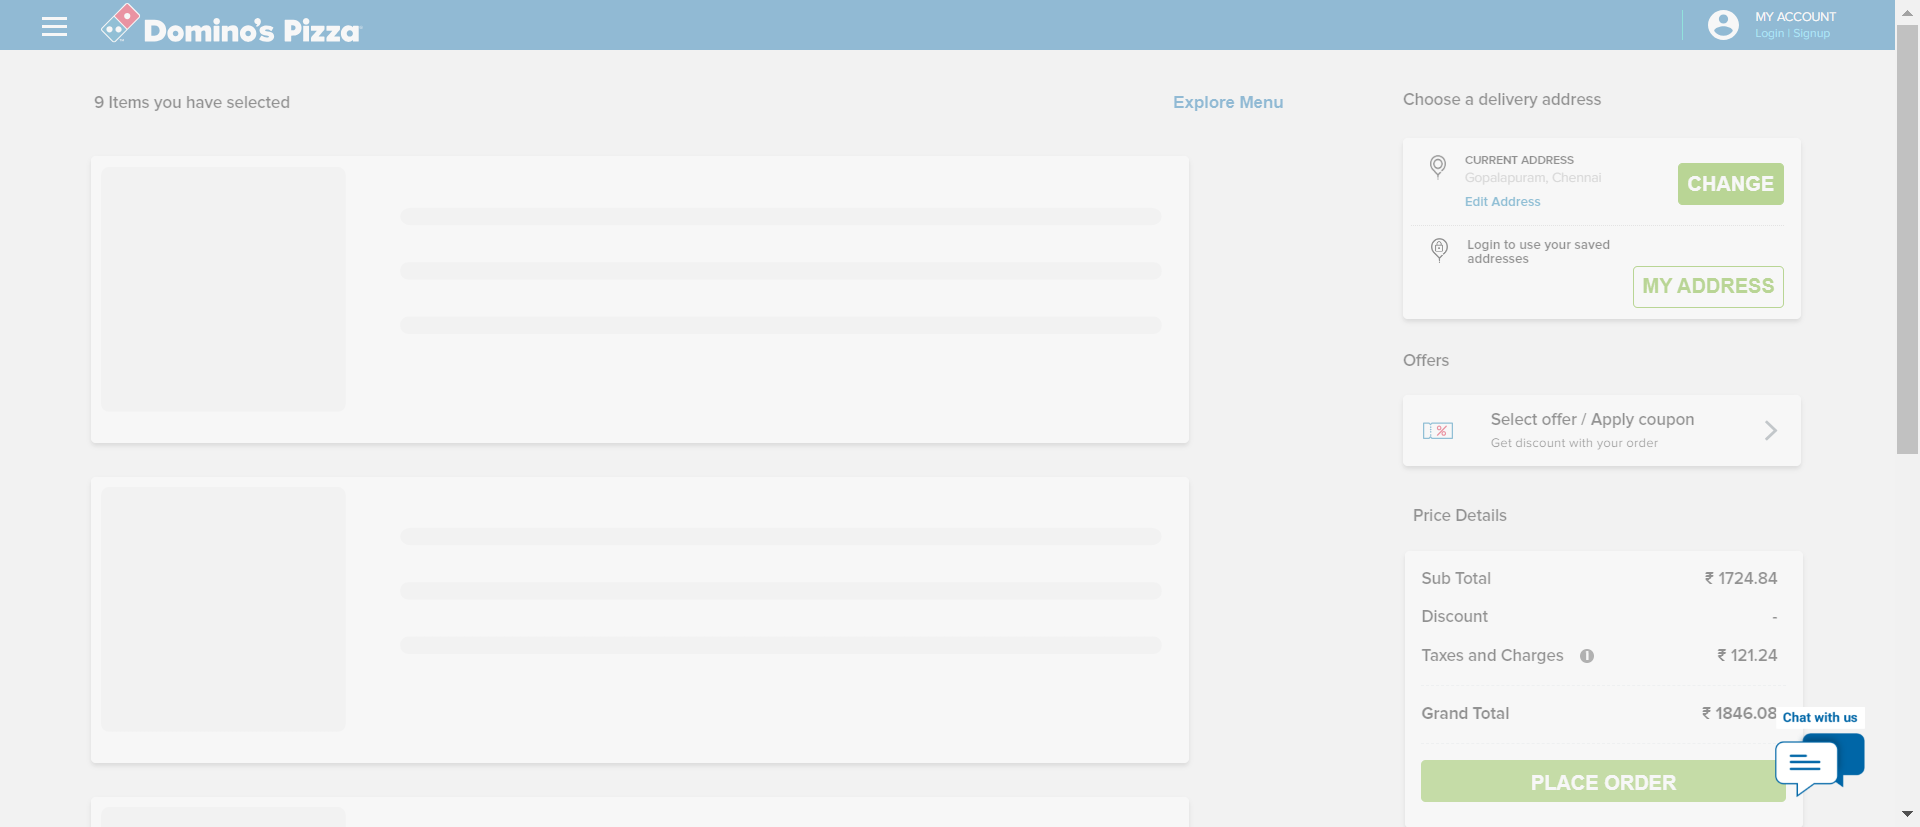 Domino's Pizza
MY ACCOUNT
Login | Signup
9 Items you have selected
Explore Menu
Choose a delivery address
CURRENT ADDRESS
Gopalapuram, Chennai
Edit Address
CHANGE
Login to use your saved
addresses
MY ADDRESS
Offers
%
Select offer / Apply coupon
Get discount with your order
Price Details
Sub Total ₹ 1724.84
Discount -
Taxes and Charges ₹ 121.24
Grand Total ₹ 1846.08
Chat with us
PLACE ORDER